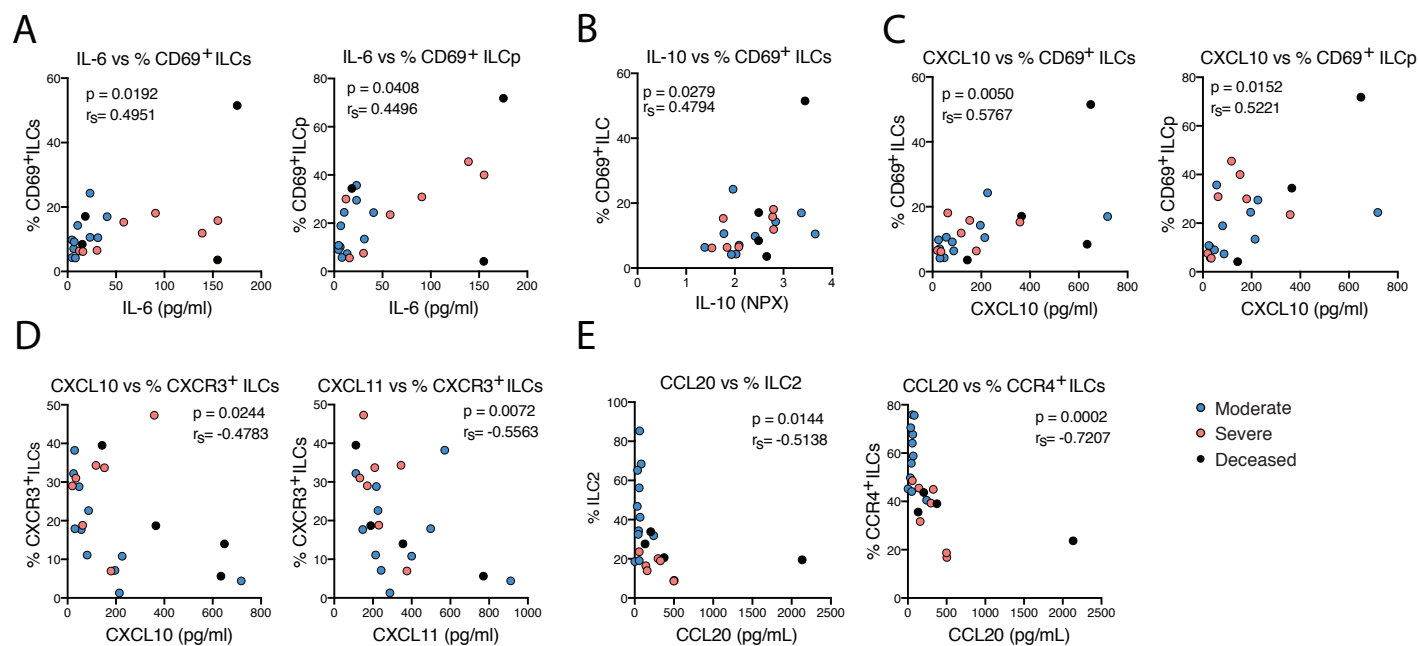 A
IL-6 vs % CD69+ ILCs
p = 0.0192
rS= 0.4951
% CD69+ILCs
60
40
20
0
0 50 100 150 200
IL-6 (pg/ml)
IL-6 vs % CD69+ ILCp
p = 0.0408
rS= 0.4496
% CD69+ILCp
80
60
40
20
0
0 50 100 150 200
IL-6 (pg/ml)
B
IL-10 vs % CD69+ ILCs
p = 0.0279
rS= 0.4794
% CD69+ILC
60
40
20
0
0 1 2 3 4
IL-10 (NPX)
C
CXCL10 vs % CD69+ ILCs
p = 0.0050
rS= 0.5767
% CD69+ILCs
60
40
20
0
0 200 400 600 800
CXCL10 (pg/ml)
CXCL10 vs % CD69+ ILCp
p = 0.0152
rS= 0.5221
% CD69+ILCp
80
60
40
20
0
0 200 400 600 800
CXCL10 (pg/ml)
D
CXCL10 vs % CXCR3+ ILCs
p = 0.0244
rS= -0.4783
% CXCR3+ILCs
50
40
30
20
10
0
0 200 400 600 800
CXCL10 (pg/ml)
CXCL11 vs % CXCR3+ILCs
p = 0.0072
rS= -0.5563
% CXCR3+ILCs
50
40
30
20
10
0
0 200 400 600 800 1000
CXCL11 (pg/ml)
E
CCL20 vs % ILC2
p = 0.0144
rS= -0.5138
% ILC2
100
80
60
40
20
0
0 500 1000 1500 2000 2500
CCL20 (pg/mL)
CCL20 vs % CCR4+ILCs
p = 0.0002
rS= -0.7207
% CCR4+ILCs
80
60
40
20
0
0 500 1000 1500 2000 2500
CCL20 (pg/mL)
Moderate
Severe
Deceased